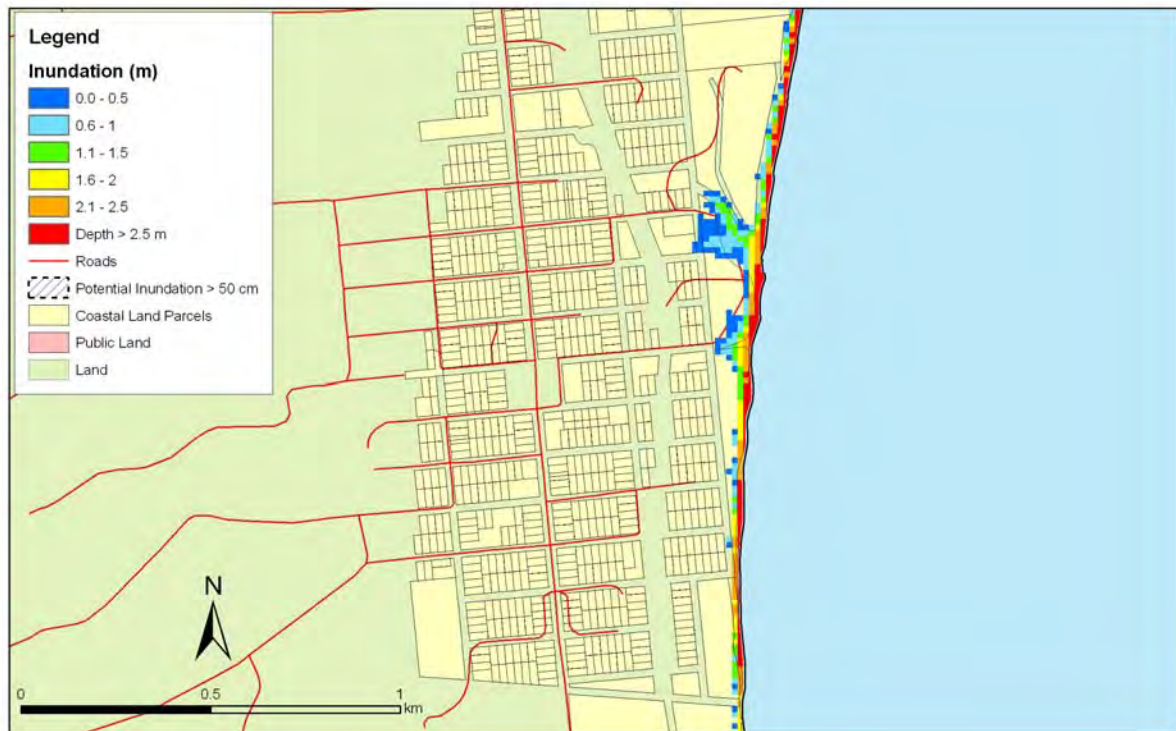 Legend
Inundation (m)
0.0 - 0.5
0.6 - 1
1.1 - 1.5
1.6 - 2
2.1 - 2.5
Depth > 2.5 m
Roads
Potential Inundation > 50 cm
Coastal Land Parcels
Public Land
Land
N
0 0.5 1
km